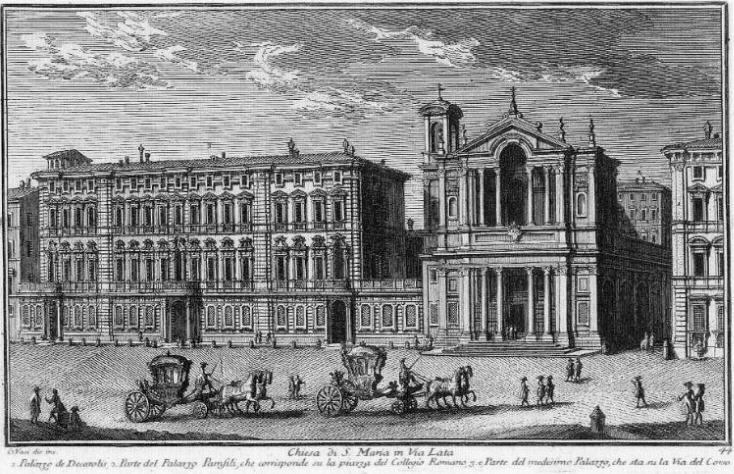 G. Vasi dis inc.
Chiesa di S. Maria in Via Lata
44
1. Palazzo de Decarolis, 2. Parte del Palazzo Panfili, che corrisponde su la piazza del Collegio Romano, 3. e Parte del medesimo Palazzo, che sta su la Via del Corso